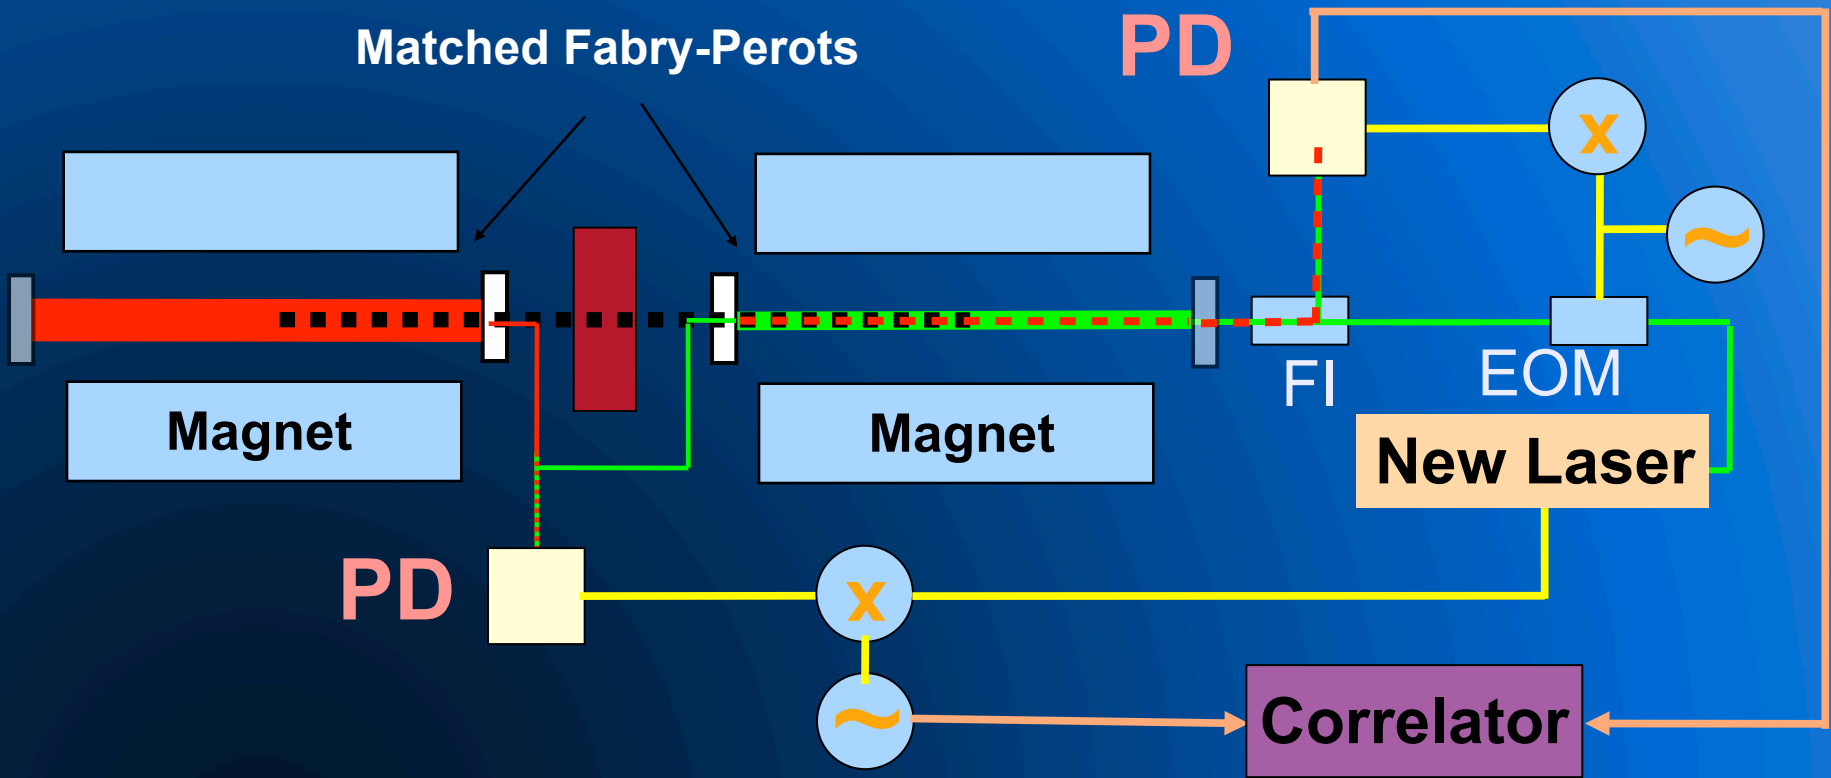 Matched Fabry-Perots
PD
x
~
Magnet
Magnet
FI
EOM
New Laser
PD
x
~
Correlator